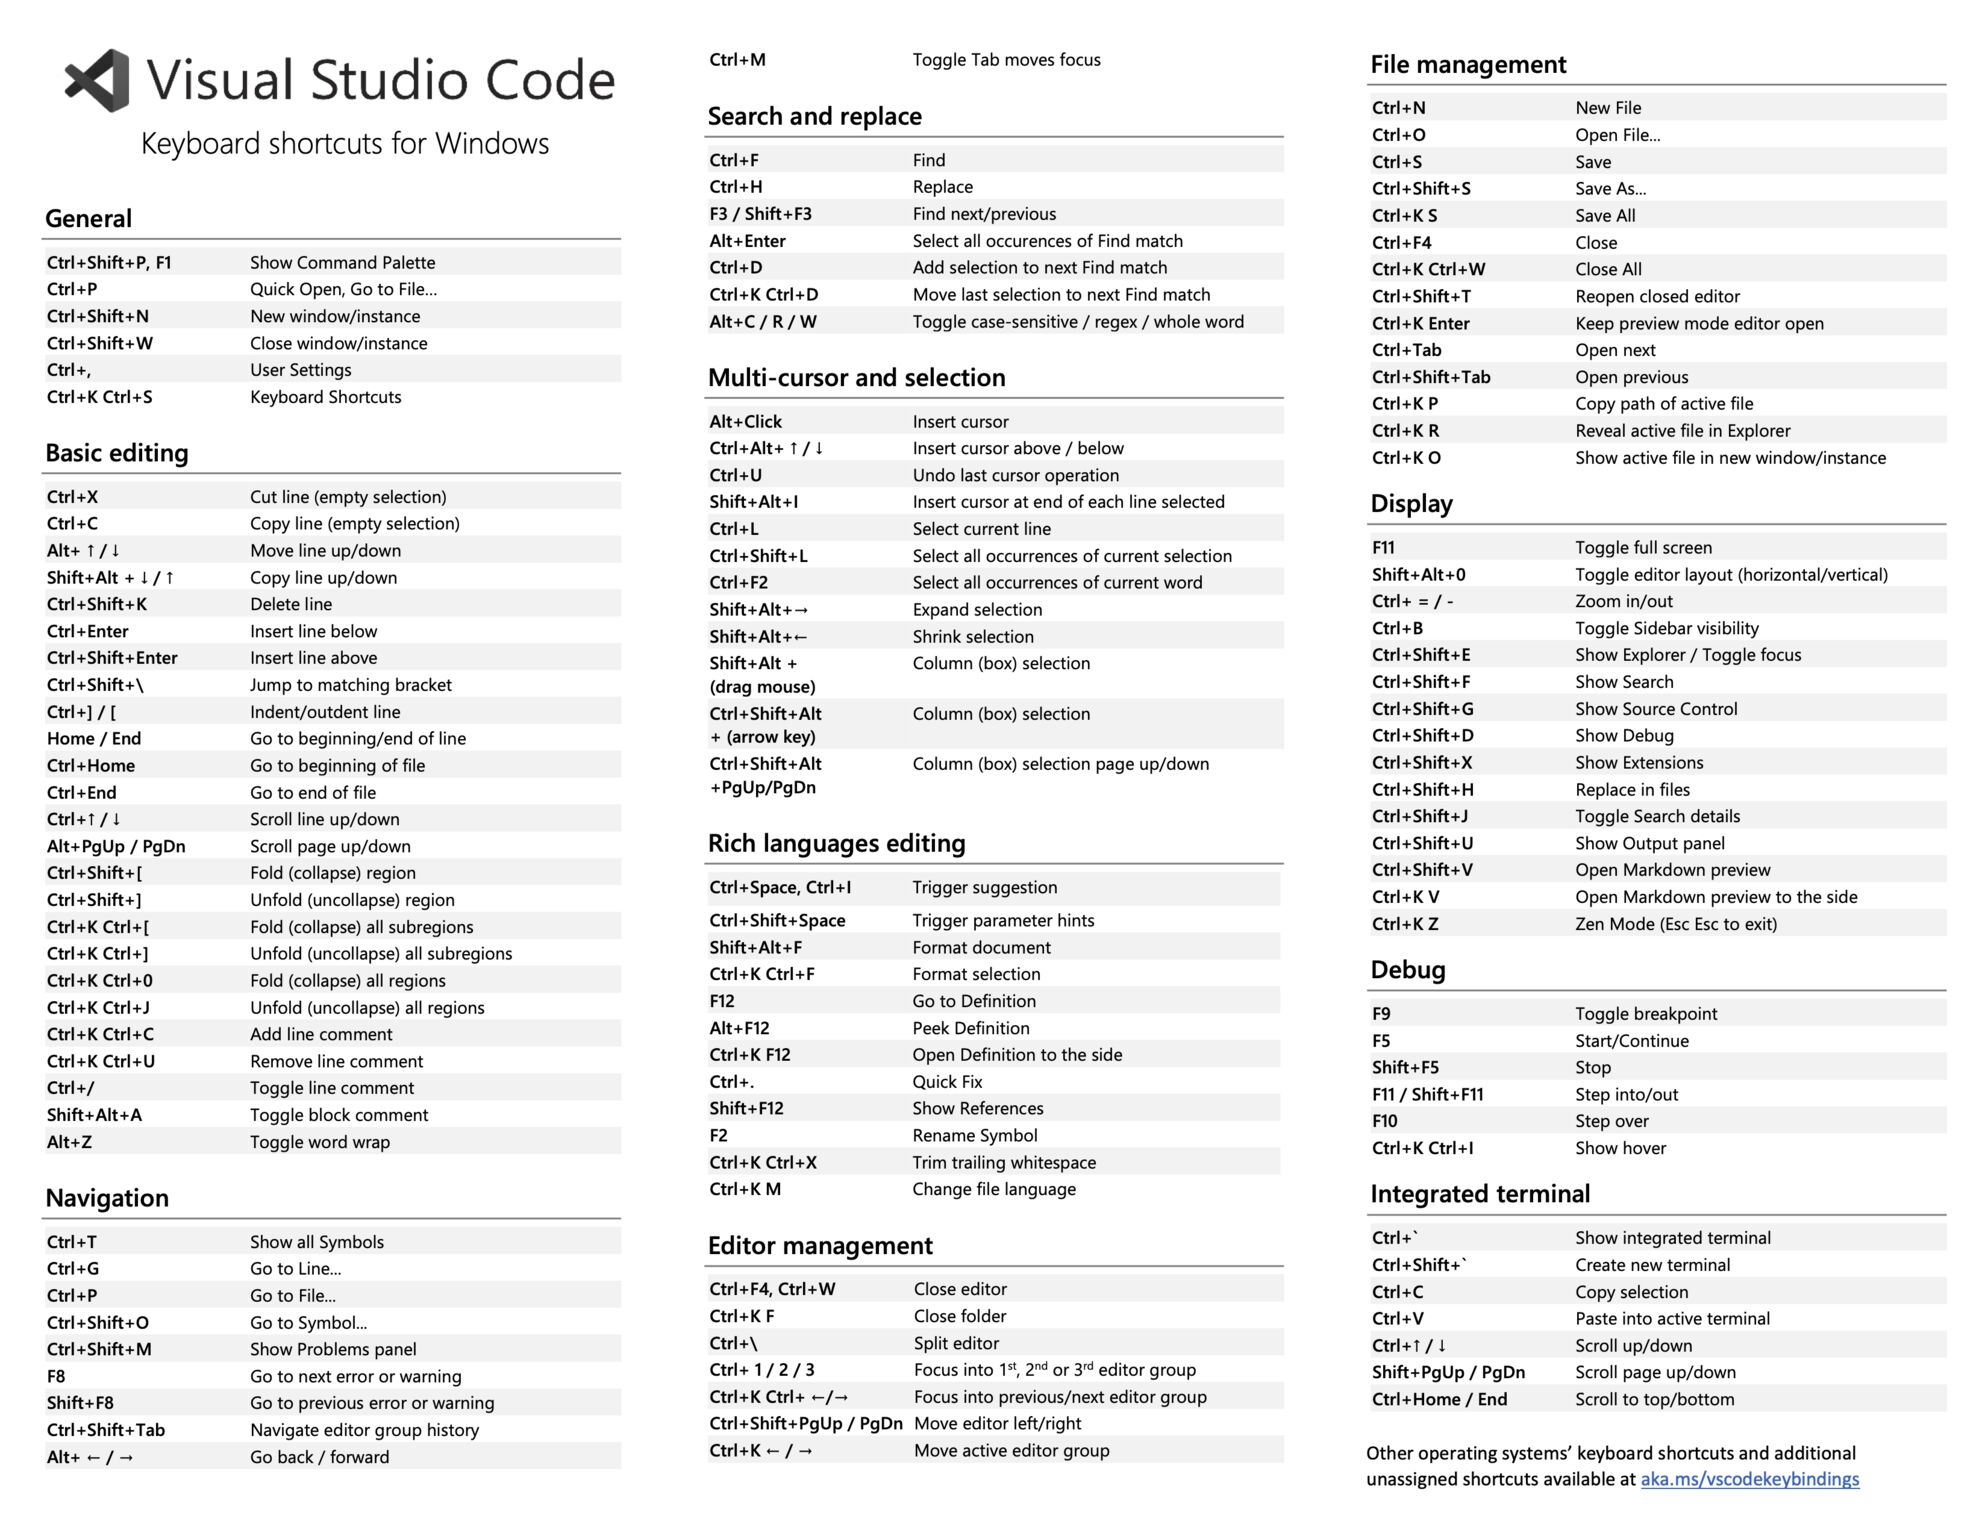 Visual Studio Code
Keyboard shortcuts for Windows
General
Ctrl+Shift+P, F1 Show Command Palette
Ctrl+P Quick Open, Go to File...
Ctrl+Shift+N New window/instance
Ctrl+Shift+W Close window/instance
Ctrl+, User Settings
Ctrl+K Ctrl+S Keyboard Shortcuts
Basic editing
Ctrl+X Cut line (empty selection)
Ctrl+C Copy line (empty selection)
Alt+ ↑ / ↓ Move line up/down
Shift+Alt + ↓ / ↑ Copy line up/down
Ctrl+Shift+K Delete line
Ctrl+Enter Insert line below
Ctrl+Shift+Enter Insert line above
Ctrl+Shift+\ Jump to matching bracket
Ctrl+] / [ Indent/outdent line
Home / End Go to beginning/end of line
Ctrl+Home Go to beginning of file
Ctrl+End Go to end of file
Ctrl+↑ / ↓ Scroll line up/down
Alt+PgUp / PgDn Scroll page up/down
Ctrl+Shift+[ Fold (collapse) region
Ctrl+Shift+] Unfold (uncollapse) region
Ctrl+K Ctrl+[ Fold (collapse) all subregions
Ctrl+K Ctrl+] Unfold (uncollapse) all subregions
Ctrl+K Ctrl+0 Fold (collapse) all regions
Ctrl+K Ctrl+J Unfold (uncollapse) all regions
Ctrl+K Ctrl+C Add line comment
Ctrl+K Ctrl+U Remove line comment
Ctrl+/ Toggle line comment
Shift+Alt+A Toggle block comment
Alt+Z Toggle word wrap
Navigation
Ctrl+T Show all Symbols
Ctrl+G Go to Line...
Ctrl+P Go to File...
Ctrl+Shift+O Go to Symbol...
Ctrl+Shift+M Show Problems panel
F8 Go to next error or warning
Shift+F8 Go to previous error or warning
Ctrl+Shift+Tab Navigate editor group history
Alt+ ← / → Go back / forward
Ctrl+M Toggle Tab moves focus
Search and replace
Ctrl+F Find
Ctrl+H Replace
F3 / Shift+F3 Find next/previous
Alt+Enter Select all occurences of Find match
Ctrl+D Add selection to next Find match
Ctrl+K Ctrl+D Move last selection to next Find match
Alt+C / R / W Toggle case-sensitive / regex / whole word
Multi-cursor and selection
Alt+Click Insert cursor
Ctrl+Alt+ ↑ / ↓ Insert cursor above / below
Ctrl+U Undo last cursor operation
Shift+Alt+I Insert cursor at end of each line selected
Ctrl+L Select current line
Ctrl+Shift+L Select all occurrences of current selection
Ctrl+F2 Select all occurrences of current word
Shift+Alt+→ Expand selection
Shift+Alt+← Shrink selection
Shift+Alt + Column (box) selection
(drag mouse)
Ctrl+Shift+Alt Column (box) selection
+ (arrow key)
Ctrl+Shift+Alt Column (box) selection page up/down
+PgUp/PgDn
Rich languages editing
Ctrl+Space, Ctrl+I Trigger suggestion
Ctrl+Shift+Space Trigger parameter hints
Shift+Alt+F Format document
Ctrl+K Ctrl+F Format selection
F12 Go to Definition
Alt+F12 Peek Definition
Ctrl+K F12 Open Definition to the side
Ctrl+. Quick Fix
Shift+F12 Show References
F2 Rename Symbol
Ctrl+K Ctrl+X Trim trailing whitespace
Ctrl+K M Change file language
Editor management
Ctrl+F4, Ctrl+W Close editor
Ctrl+K F Close folder
Ctrl+\ Split editor
Ctrl+ 1 / 2 / 3 Focus into 1st, 2nd or 3rd editor group
Ctrl+K Ctrl+ ←/→ Focus into previous/next editor group
Ctrl+Shift+PgUp / PgDn Move editor left/right
Ctrl+K ← / → Move active editor group
File management
Ctrl+N New File
Ctrl+O Open File...
Ctrl+S Save
Ctrl+Shift+S Save As...
Ctrl+K S Save All
Ctrl+F4 Close
Ctrl+K Ctrl+W Close All
Ctrl+Shift+T Reopen closed editor
Ctrl+K Enter Keep preview mode editor open
Ctrl+Tab Open next
Ctrl+Shift+Tab Open previous
Ctrl+K P Copy path of active file
Ctrl+K R Reveal active file in Explorer
Ctrl+K O Show active file in new window/instance
Display
F11 Toggle full screen
Shift+Alt+0 Toggle editor layout (horizontal/vertical)
Ctrl+ = / - Zoom in/out
Ctrl+B Toggle Sidebar visibility
Ctrl+Shift+E Show Explorer / Toggle focus
Ctrl+Shift+F Show Search
Ctrl+Shift+G Show Source Control
Ctrl+Shift+D Show Debug
Ctrl+Shift+X Show Extensions
Ctrl+Shift+H Replace in files
Ctrl+Shift+J Toggle Search details
Ctrl+Shift+U Show Output panel
Ctrl+Shift+V Open Markdown preview
Ctrl+K V Open Markdown preview to the side
Ctrl+K Z Zen Mode (Esc Esc to exit)
Debug
F9 Toggle breakpoint
F5 Start/Continue
Shift+F5 Stop
F11 / Shift+F11 Step into/out
F10 Step over
Ctrl+K Ctrl+I Show hover
Integrated terminal
Ctrl+` Show integrated terminal
Ctrl+Shift+` Create new terminal
Ctrl+C Copy selection
Ctrl+V Paste into active terminal
Ctrl+↑ / ↓ Scroll up/down
Shift+PgUp / PgDn Scroll page up/down
Ctrl+Home / End Scroll to top/bottom
Other operating systems’ keyboard shortcuts and additional
unassigned shortcuts available at aka.ms/vscodekeybindings